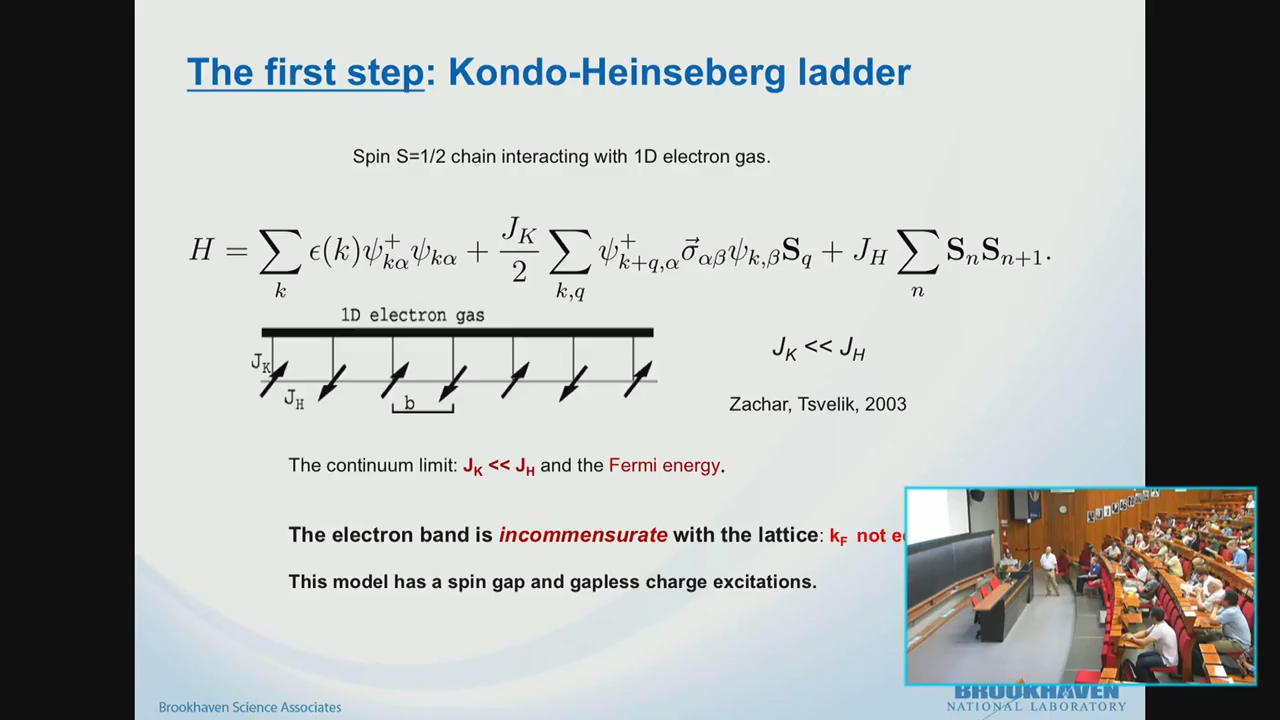 The first step: Kondo-Heinseberg ladder
Spin S=1/2 chain interacting with 1D electron gas.
H = ∑_k ε(k)ψ⁺_{kα}ψ_{kα} + J_K/2 ∑_{k,q} ψ⁺_{k+q,α} σ⃗_{αβ}ψ_{k,β}S_q + J_H ∑_n S_nS_{n+1}.
1D electron gas
J_K
J_H
b
J_K << J_H
Zachar, Tsvelik, 2003
The continuum limit: J_K << J_H and the Fermi energy.
The electron band is incommensurate with the lattice: k_F not
This model has a spin gap and gapless charge excitations.
Brookhaven Science Associates
BROOKHAVEN
NATIONAL LABORATORY